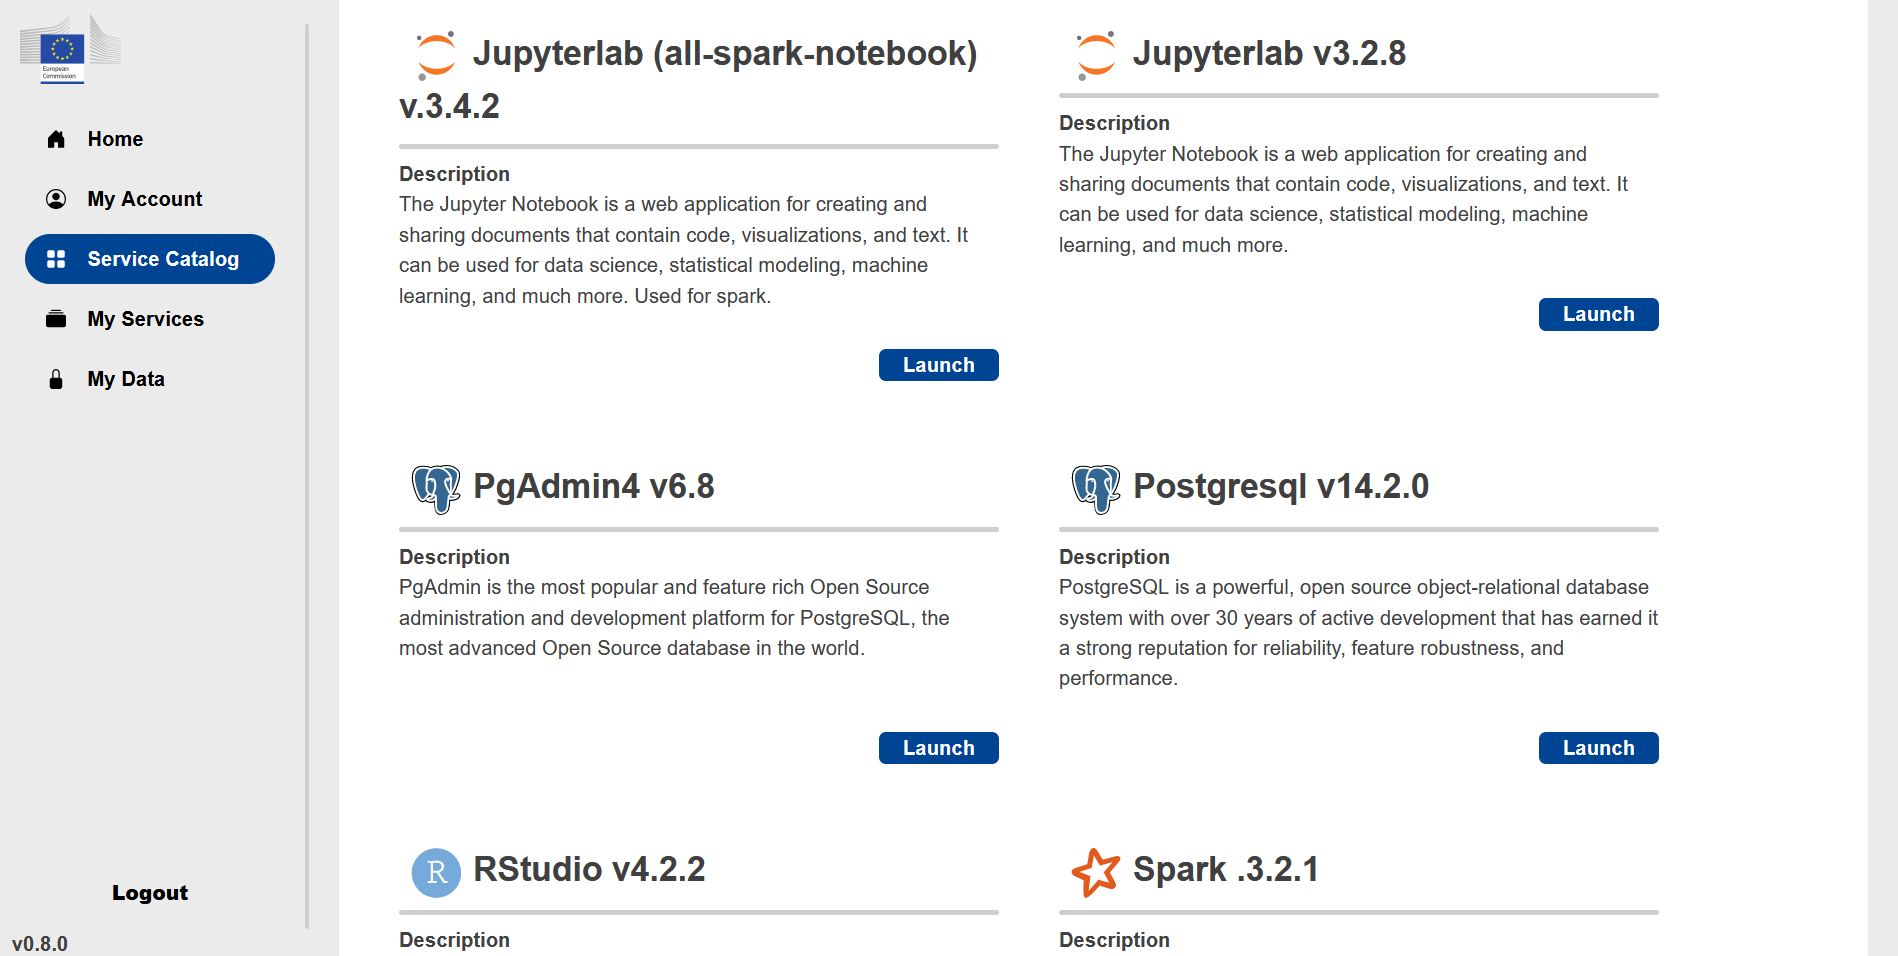 European
Commission
Home
My Account
Service Catalog
My Services
My Data
Logout
v0.8.0
Jupyterlab (all-spark-notebook)
v.3.4.2
Description
The Jupyter Notebook is a web application for creating and
sharing documents that contain code, visualizations, and text. It
can be used for data science, statistical modeling, machine
learning, and much more. Used for spark.
Launch
Jupyterlab v3.2.8
Description
The Jupyter Notebook is a web application for creating and
sharing documents that contain code, visualizations, and text. It
can be used for data science, statistical modeling, machine
learning, and much more.
Launch
PgAdmin4 v6.8
Description
PgAdmin is the most popular and feature rich Open Source
administration and development platform for PostgreSQL, the
most advanced Open Source database in the world.
Launch
Postgresql v14.2.0
Description
PostgreSQL is a powerful, open source object-relational database
system with over 30 years of active development that has earned it
a strong reputation for reliability, feature robustness, and
performance.
Launch
R
RStudio v4.2.2
Description
Spark .3.2.1
Description